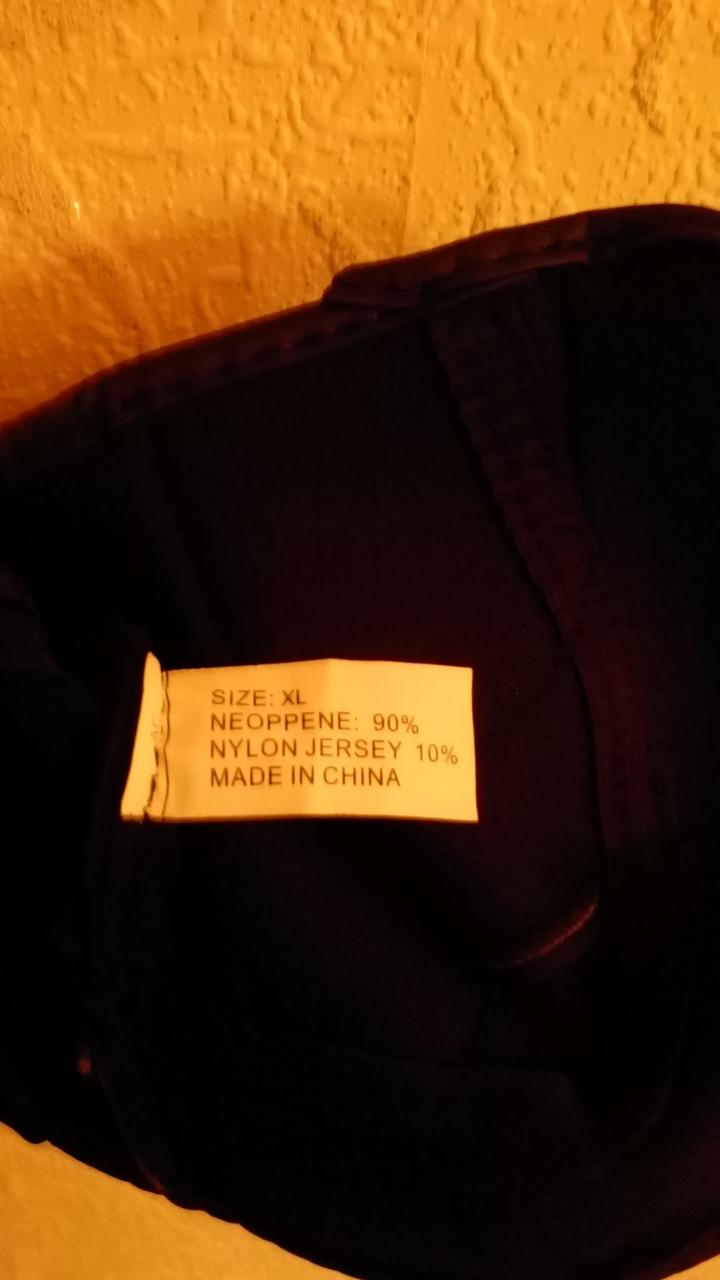 SIZE: XL
NEOPPENE: 90%
NYLON JERSEY 10%
MADE IN CHINA